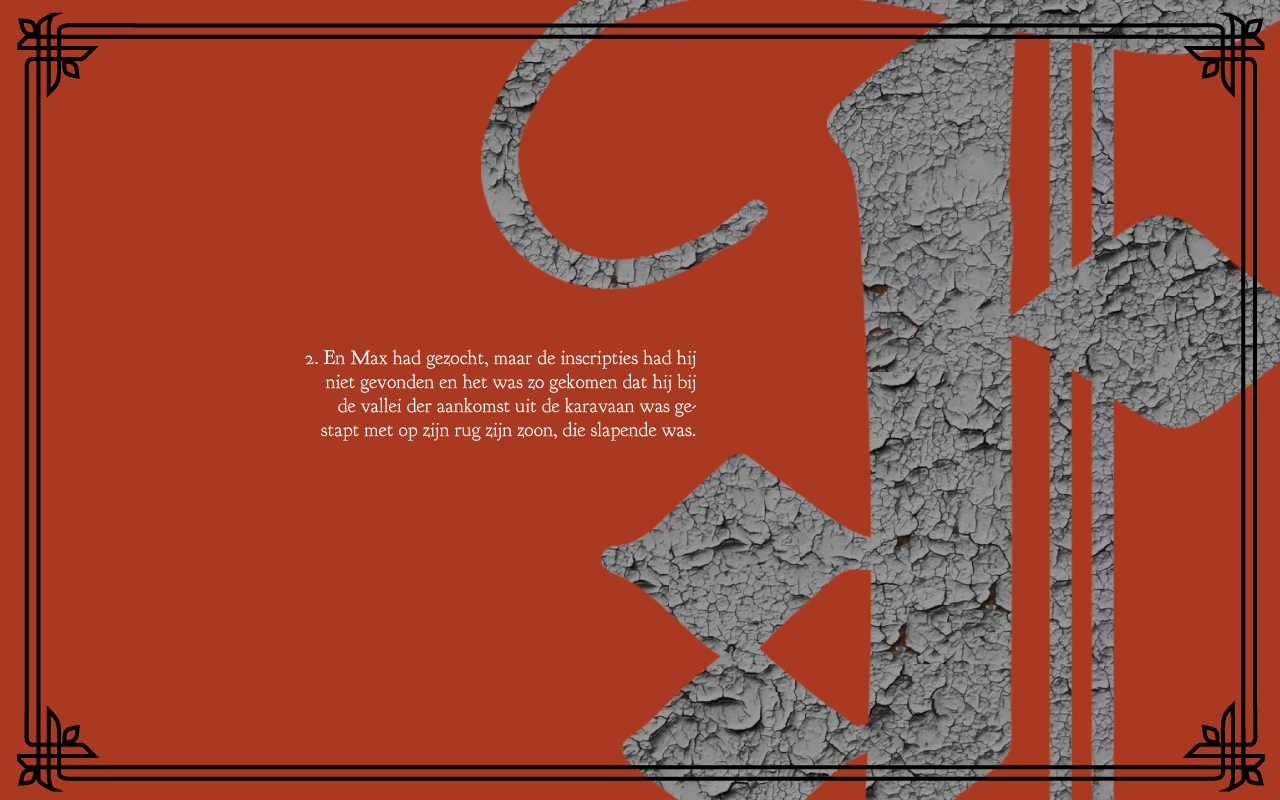 2. En Max had gezocht, maar de inscripties had hij
niet gevonden en het was zo gekomen dat hij bij
de vallei der aankomst uit de karavaan was ge-
stapt met op zijn rug zijn zoon, die slapende was.